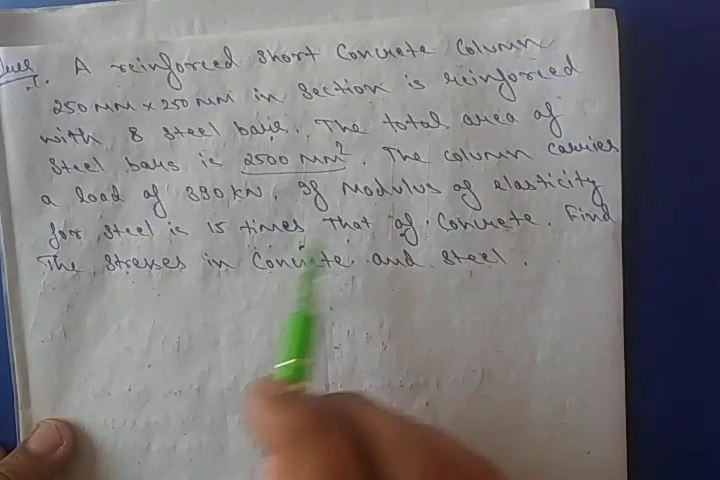 Ques
1. A reinforced short Concrete Column
250 MM x 250 MM in Section is reinforced
with 8 Steel bars. The total area of
Steel bars is 2500 MM². The column carries
a load of 390 KN. If Modulus of elasticity
for steel is 15 times that of Concrete. Find
The Stresses in Concrete and Steel.